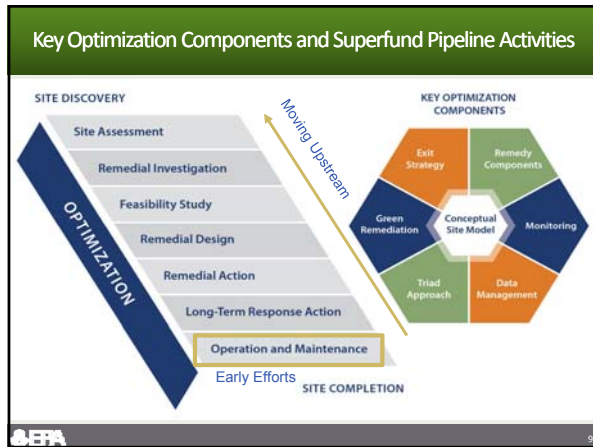 Key Optimization Components and Superfund Pipeline Activities
SITE DISCOVERY
Site Assessment
Remedial Investigation
Feasibility Study
Remedial Design
Remedial Action
Long-Term Response Action
Operation and Maintenance
Early Efforts
SITE COMPLETION
OPTIMIZATION
Moving Upstream
KEY OPTIMIZATION
COMPONENTS
Exit
Strategy
Remedy
Components
Green
Remediation
Conceptual
Site Model
Monitoring
Triad
Approach
Data
Management
EPA
9